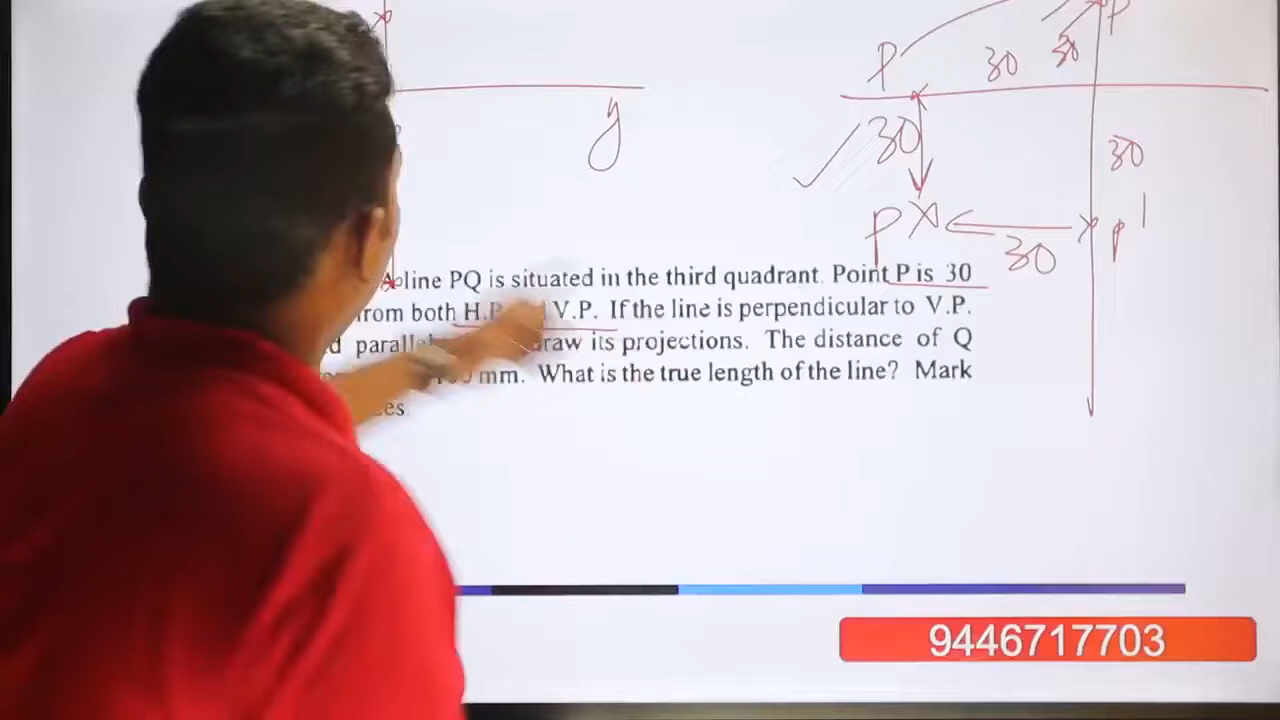 P
P 30 30
y 30 30
P 30 p'
line PQ is situated in the third quadrant. Point P is 30
from both H.P. V.P. If the line is perpendicular to V.P.
its projections. The distance of Q
mm. What is the true length of the line? Mark
9446717703